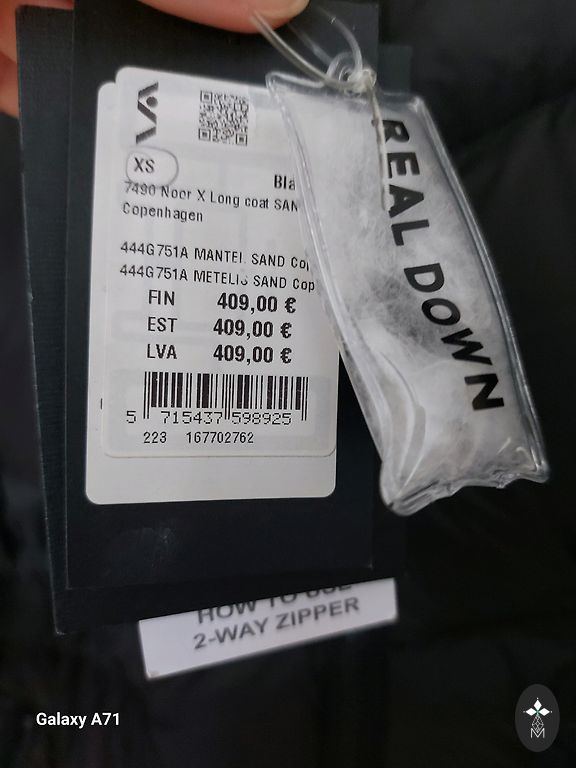 XS
Bla
7490 Noor X Long coat SAN
Copenhagen
444G751A MANTEL SAND Cop
444G751A METELIS SAND Cop
FIN 409,00 €
EST 409,00 €
LVA 409,00 €
5 715437 598925
223 167702762
REAL DOWN
HOW TO USE
2-WAY ZIPPER
Galaxy A71
M